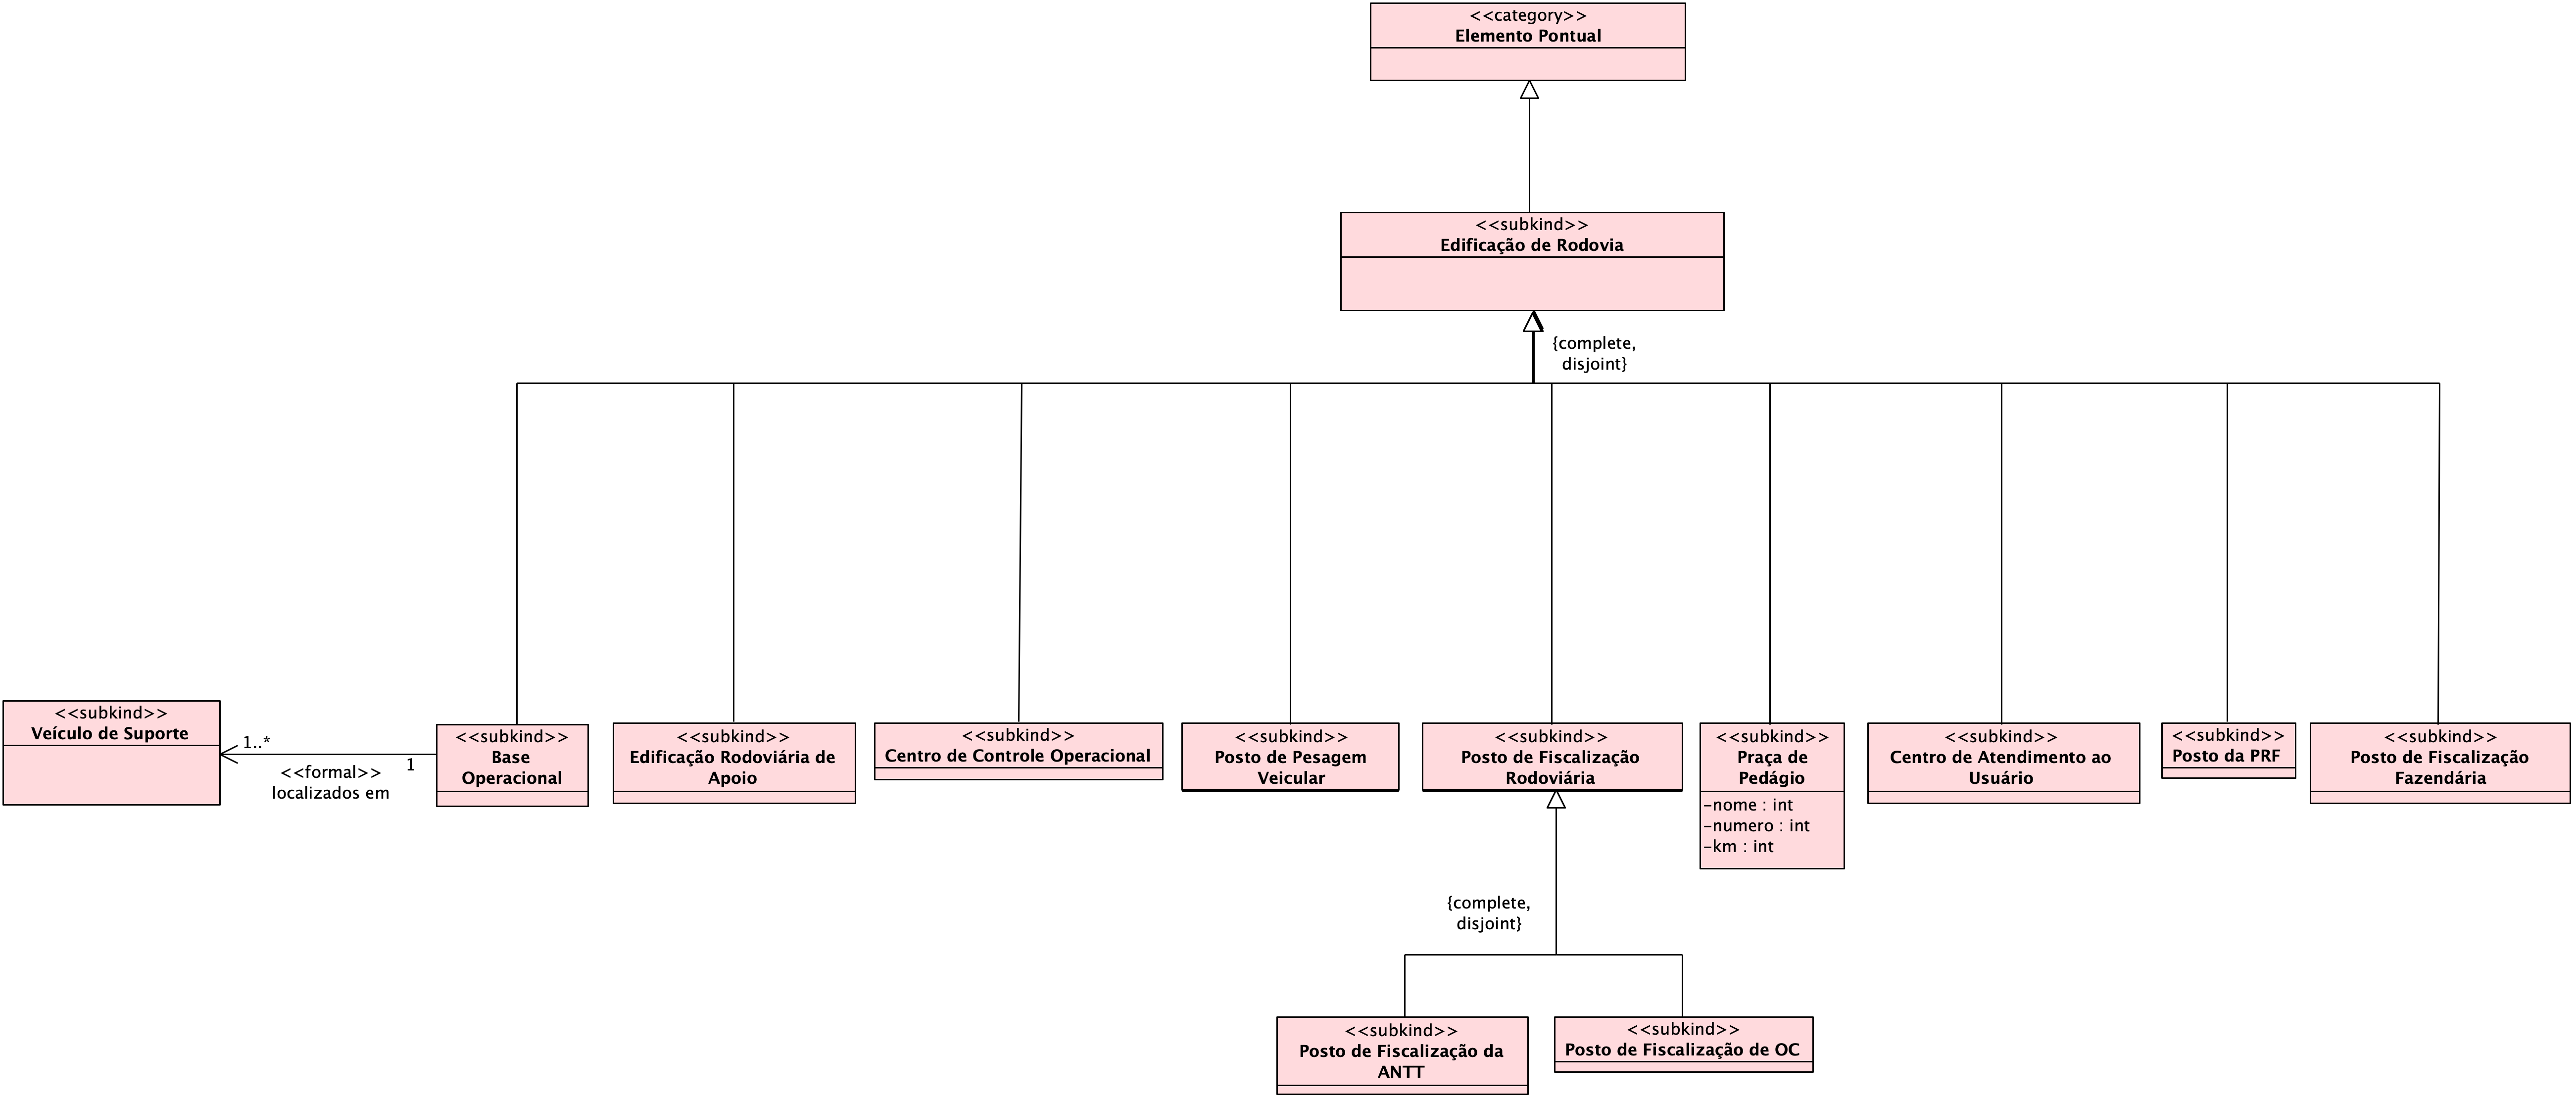 <<category>>
Elemento Pontual
<<subkind>>
Edificação de Rodovia
{complete,
disjoint}
<<subkind>>
Veículo de Suporte
1..*
<<formal>>
localizados em
1
<<subkind>>
Base
Operacional
<<subkind>>
Edificação Rodoviária de
Apoio
<<subkind>>
Centro de Controle Operacional
<<subkind>>
Posto de Pesagem
Veicular
<<subkind>>
Posto de Fiscalização
Rodoviária
<<subkind>>
Praça de
Pedágio
-nome : int
-numero : int
-km : int
<<subkind>>
Centro de Atendimento ao
Usuário
<<subkind>>
Posto da PRF
<<subkind>>
Posto de Fiscalização
Fazendária
{complete,
disjoint}
<<subkind>>
Posto de Fiscalização da
ANTT
<<subkind>>
Posto de Fiscalização de OC